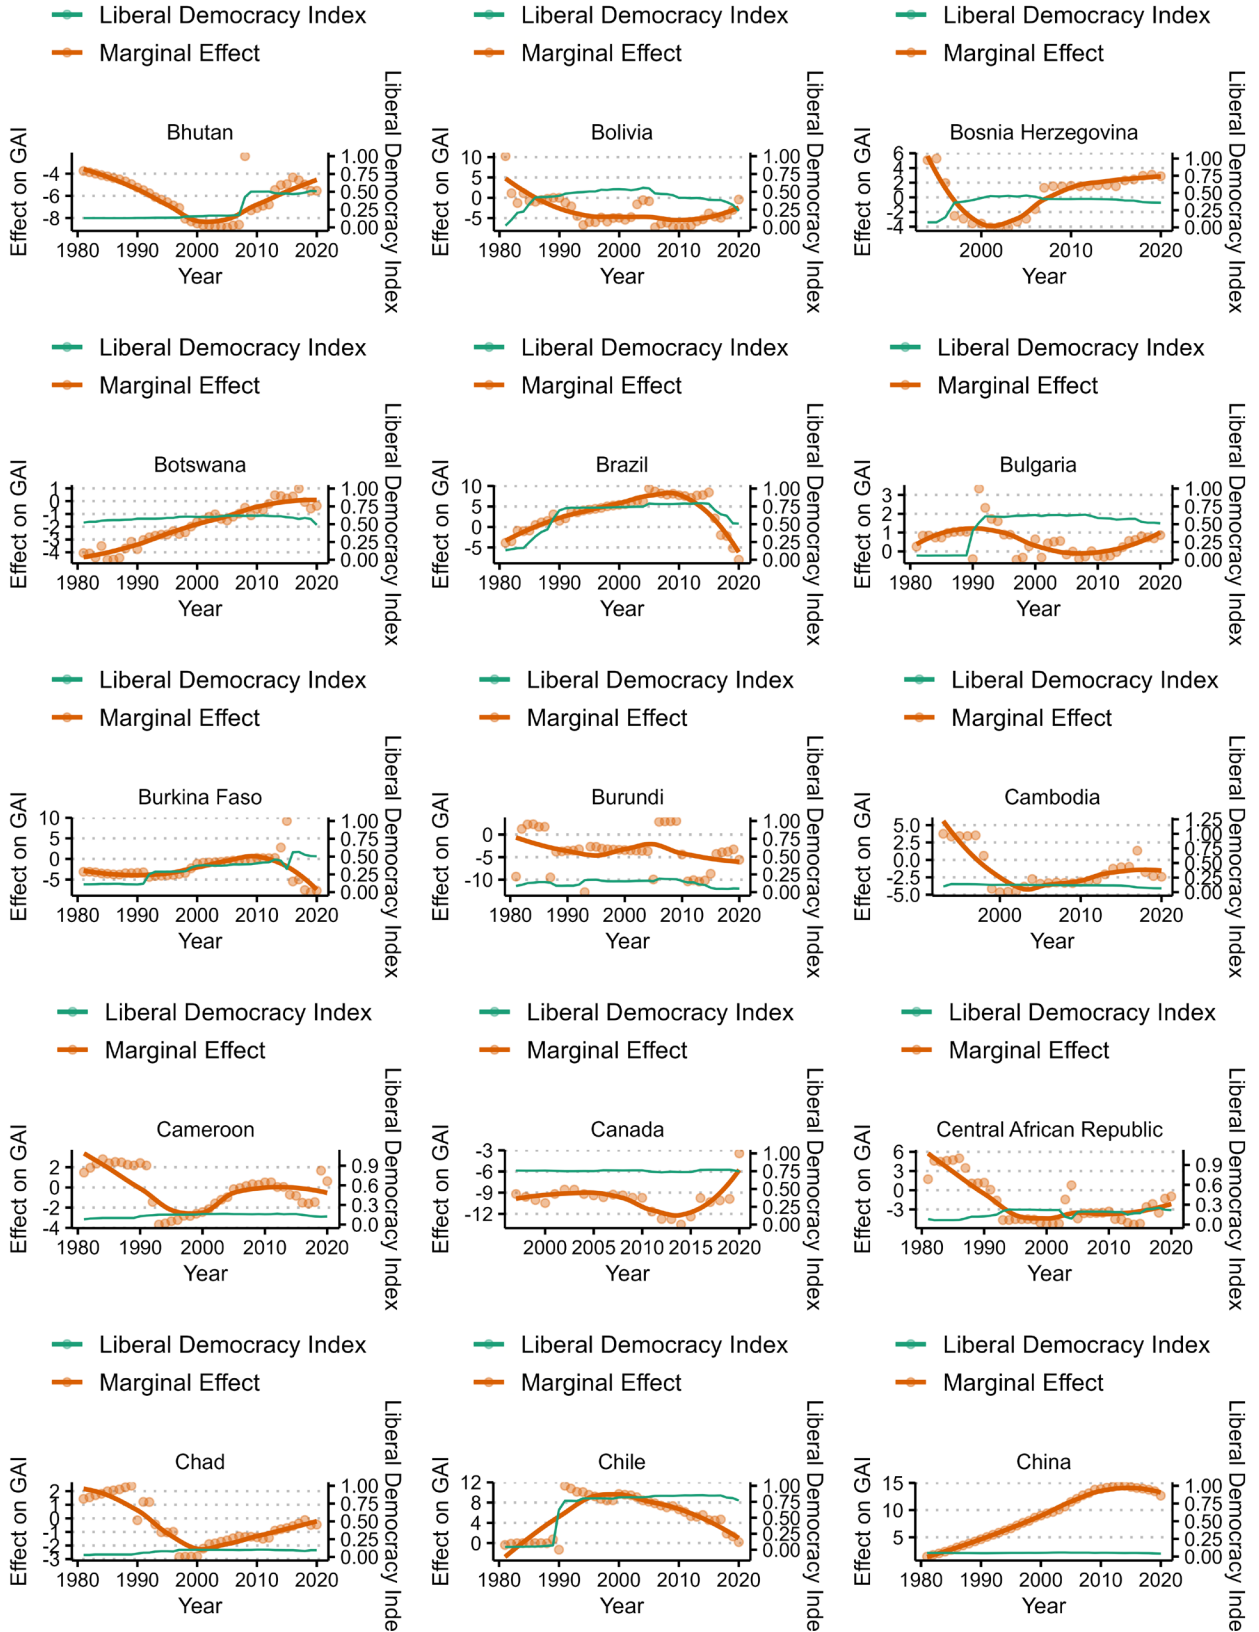 Liberal Democracy Index
Marginal Effect
Effect on GAI
Bhutan
-4
-6
-8
1.00
0.75
0.50
0.25
0.00
1980 1990 2000 2010 2020
Year
Liberal Democracy Index
Liberal Democracy Index
Marginal Effect
Effect on GAI
Bolivia
10
5
0
-5
1.00
0.75
0.50
0.25
0.00
1980 1990 2000 2010 2020
Year
Liberal Democracy Index
Liberal Democracy Index
Marginal Effect
Effect on GAI
Bosnia Herzegovina
6
4
2
0
-2
-4
1.00
0.75
0.50
0.25
0.00
2000 2010 2020
Year
Liberal Democracy Index
Liberal Democracy Index
Marginal Effect
Effect on GAI
Botswana
1
0
-1
-2
-3
-4
1.00
0.75
0.50
0.25
0.00
1980 1990 2000 2010 2020
Year
Liberal Democracy Index
Liberal Democracy Index
Marginal Effect
Effect on GAI
Brazil
10
5
0
-5
1.00
0.75
0.50
0.25
0.00
1980 1990 2000 2010 2020
Year
Liberal Democracy Index
Liberal Democracy Index
Marginal Effect
Effect on GAI
Bulgaria
3
2
1
0
1.00
0.75
0.50
0.25
0.00
1980 1990 2000 2010 2020
Year
Liberal Democracy Index
Liberal Democracy Index
Marginal Effect
Effect on GAI
Burkina Faso
10
5
0
-5
1.00
0.75
0.50
0.25
0.00
1980 1990 2000 2010 2020
Year
Liberal Democracy Index
Liberal Democracy Index
Marginal Effect
Effect on GAI
Burundi
0
-5
-10
1.00
0.75
0.50
0.25
0.00
1980 1990 2000 2010 2020
Year
Liberal Democracy Index
Liberal Democracy Index
Marginal Effect
Effect on GAI
Cambodia
5.0
2.5
0.0
-2.5
-5.0
1.25
1.00
0.75
0.50
0.25
0.00
2000 2010 2020
Year
Liberal Democracy Index
Liberal Democracy Index
Marginal Effect
Effect on GAI
Cameroon
2
0
-2
-4
0.9
0.6
0.3
0.0
1980 1990 2000 2010 2020
Year
Liberal Democracy Index
Liberal Democracy Index
Marginal Effect
Effect on GAI
Canada
-3
-6
-9
-12
1.00
0.75
0.50
0.25
0.00
2000 2005 2010 2015 2020
Year
Liberal Democracy Index
Liberal Democracy Index
Marginal Effect
Effect on GAI
Central African Republic
6
3
0
-3
0.9
0.6
0.3
0.0
1980 1990 2000 2010 2020
Year
Liberal Democracy Index
Liberal Democracy Index
Marginal Effect
Effect on GAI
Chad
2
1
0
-1
-2
-3
1.00
0.75
0.50
0.25
0.00
1980 1990 2000 2010 2020
Year
Liberal Democracy Inde
Liberal Democracy Index
Marginal Effect
Effect on GAI
Chile
12
8
4
0
1.00
0.75
0.50
0.25
0.00
1980 1990 2000 2010 2020
Year
Liberal Democracy Inde
Liberal Democracy Index
Marginal Effect
Effect on GAI
China
15
10
5
1.00
0.75
0.50
0.25
0.00
1980 1990 2000 2010 2020
Year
Liberal Democracy Inde